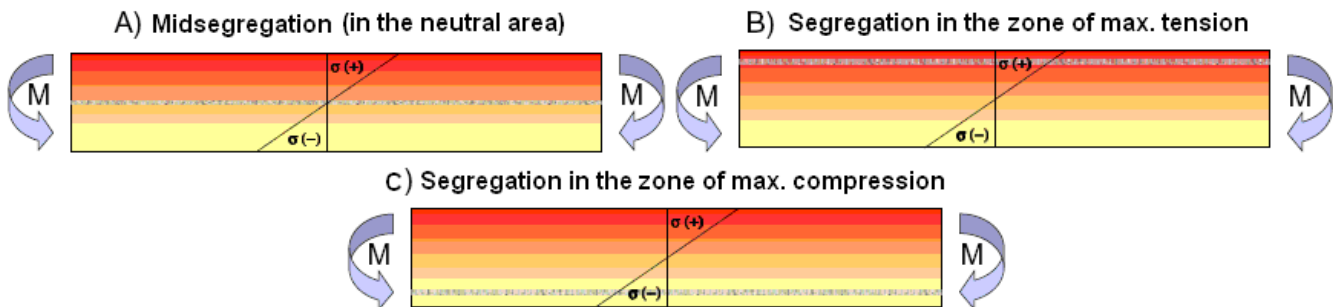 A) Midsegregation (in the neutral area)
B) Segregation in the zone of max. tension
σ (+)
σ (+)
M
M
M
M
σ (−)
σ (−)
c) Segregation in the zone of max. compression
σ (+)
M
M
σ (−)